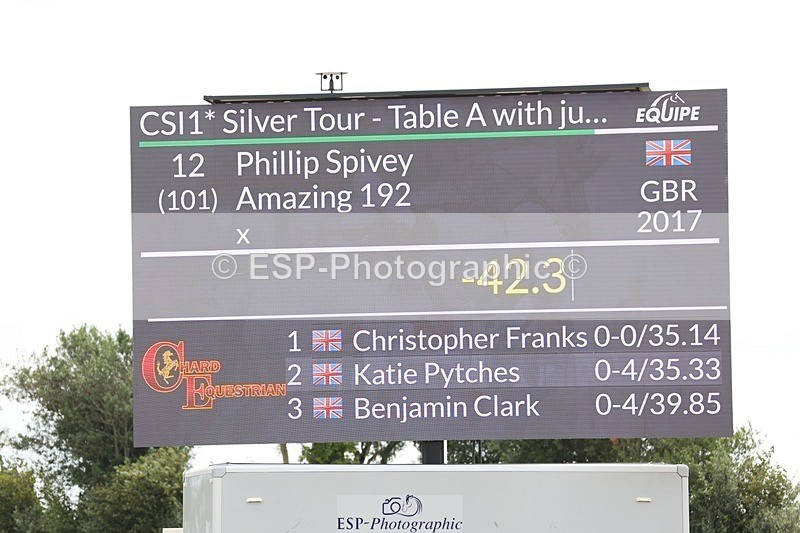 CSI1* Silver Tour - Table A with ju...
EQUIPE
12 Phillip Spivey
(101) Amazing 192 GBR
x 2017
© ESP-Photographic ©
-42.3
1 Christopher Franks 0-0/35.14
2 Katie Pytches 0-4/35.33
3 Benjamin Clark 0-4/39.85
CHARD
EQUESTRIAN
ESP-Photographic